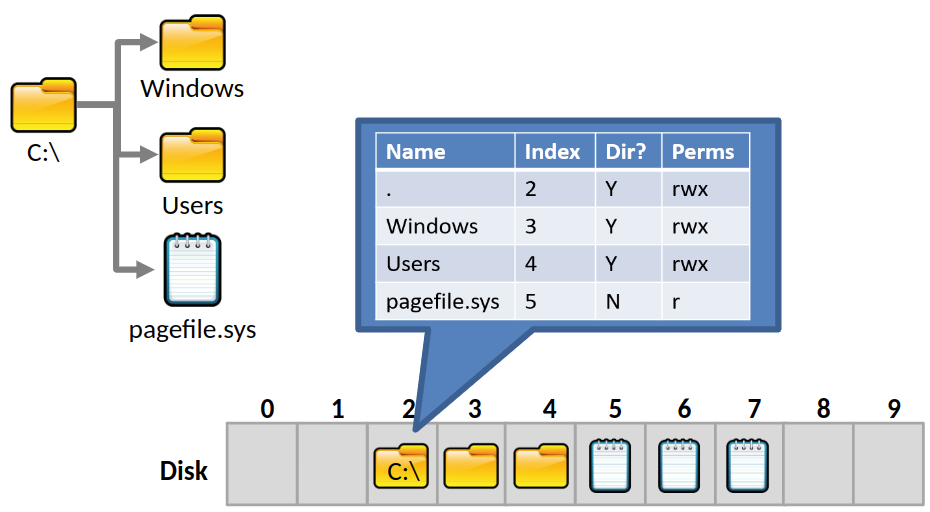 Windows
C:\
Users
pagefile.sys
Name Index Dir? Perms
. 2 Y rwx
Windows 3 Y rwx
Users 4 Y rwx
pagefile.sys 5 N r
0 1 2 3 4 5 6 7 8 9
Disk C:\